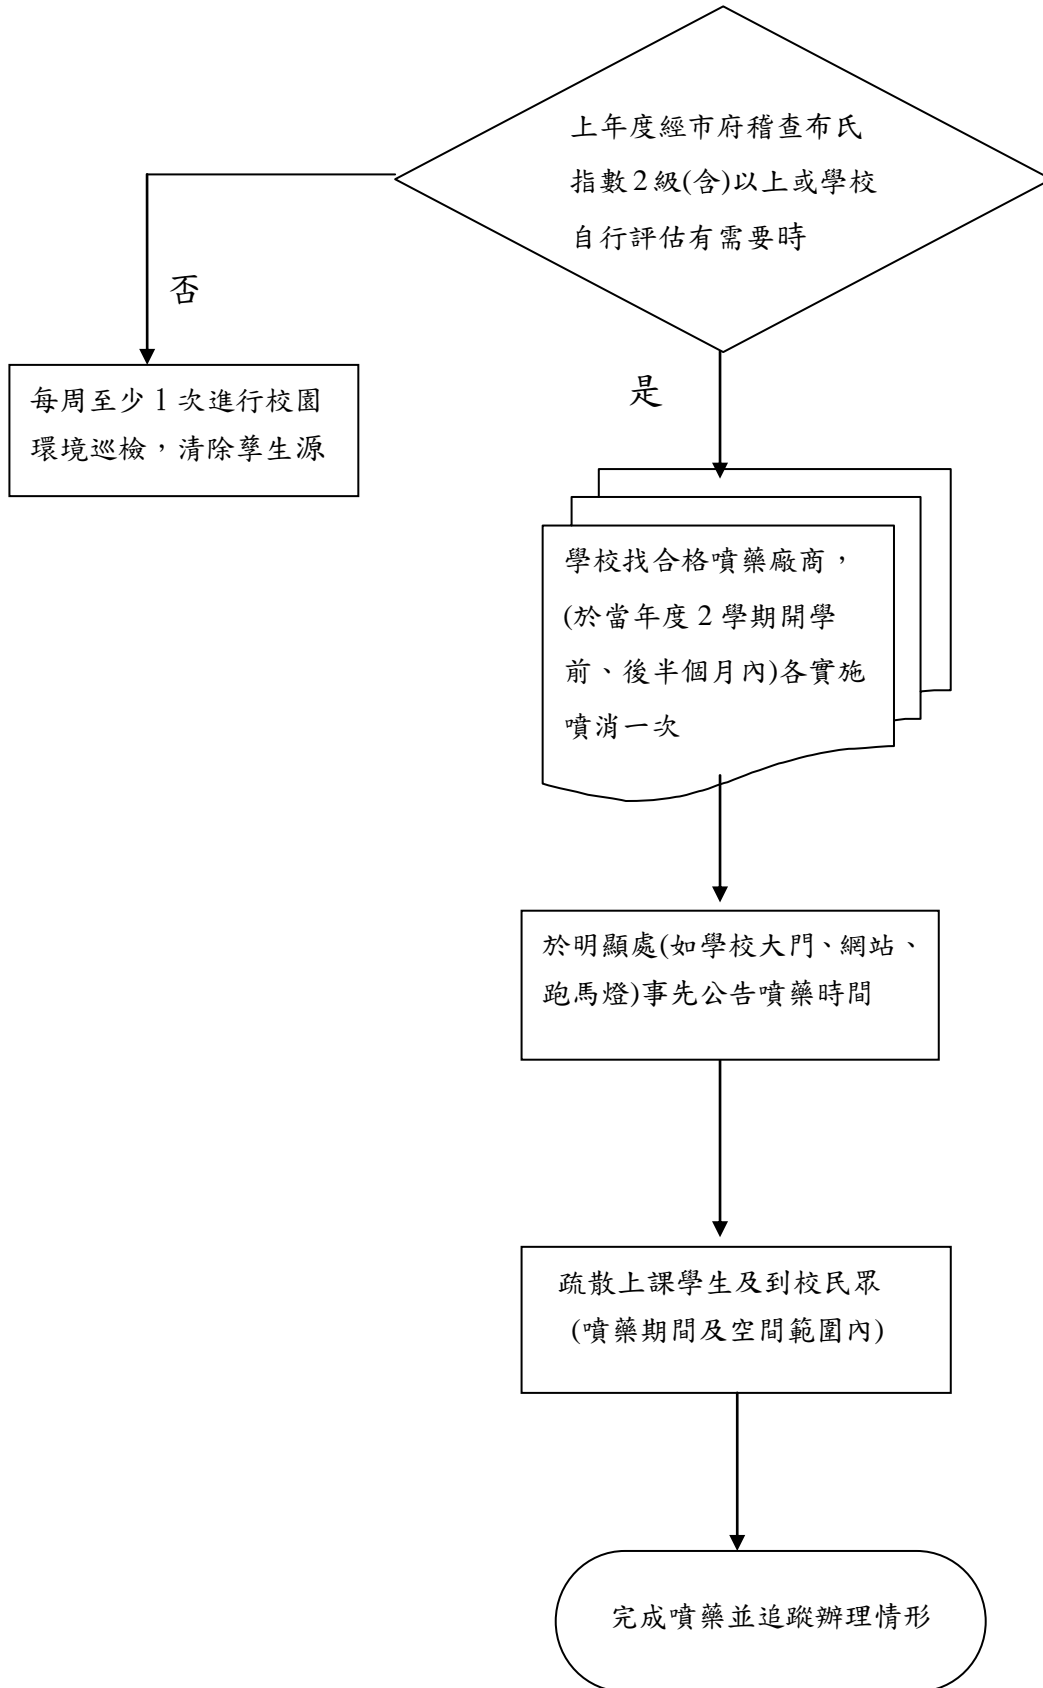 上年度經市府稽查布氏
指數2級(含)以上或學校
自行評估有需要時
否
每周至少1次進行校園
環境巡檢，清除孳生源
是
學校找合格噴藥廠商，
(於當年度2學期開學
前、後半個月內)各實施
噴消一次
於明顯處(如學校大門、網站、
跑馬燈)事先公告噴藥時間
疏散上課學生及到校民眾
(噴藥期間及空間範圍內)
完成噴藥並追蹤辦理情形